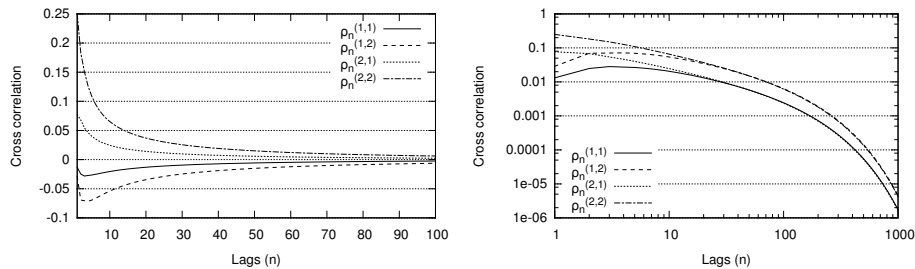 Cross correlation
0.25
0.2
0.15
0.1
0.05
0
-0.05
-0.1
10 20 30 40 50 60 70 80 90 100
Lags (n)
ρn(1,1)
ρn(1,2)
ρn(2,1)
ρn(2,2)
Cross correlation
1
0.1
0.01
0.001
0.0001
1e-05
1e-06
1 10 100 1000
Lags (n)
ρn(1,1)
ρn(1,2)
ρn(2,1)
ρn(2,2)